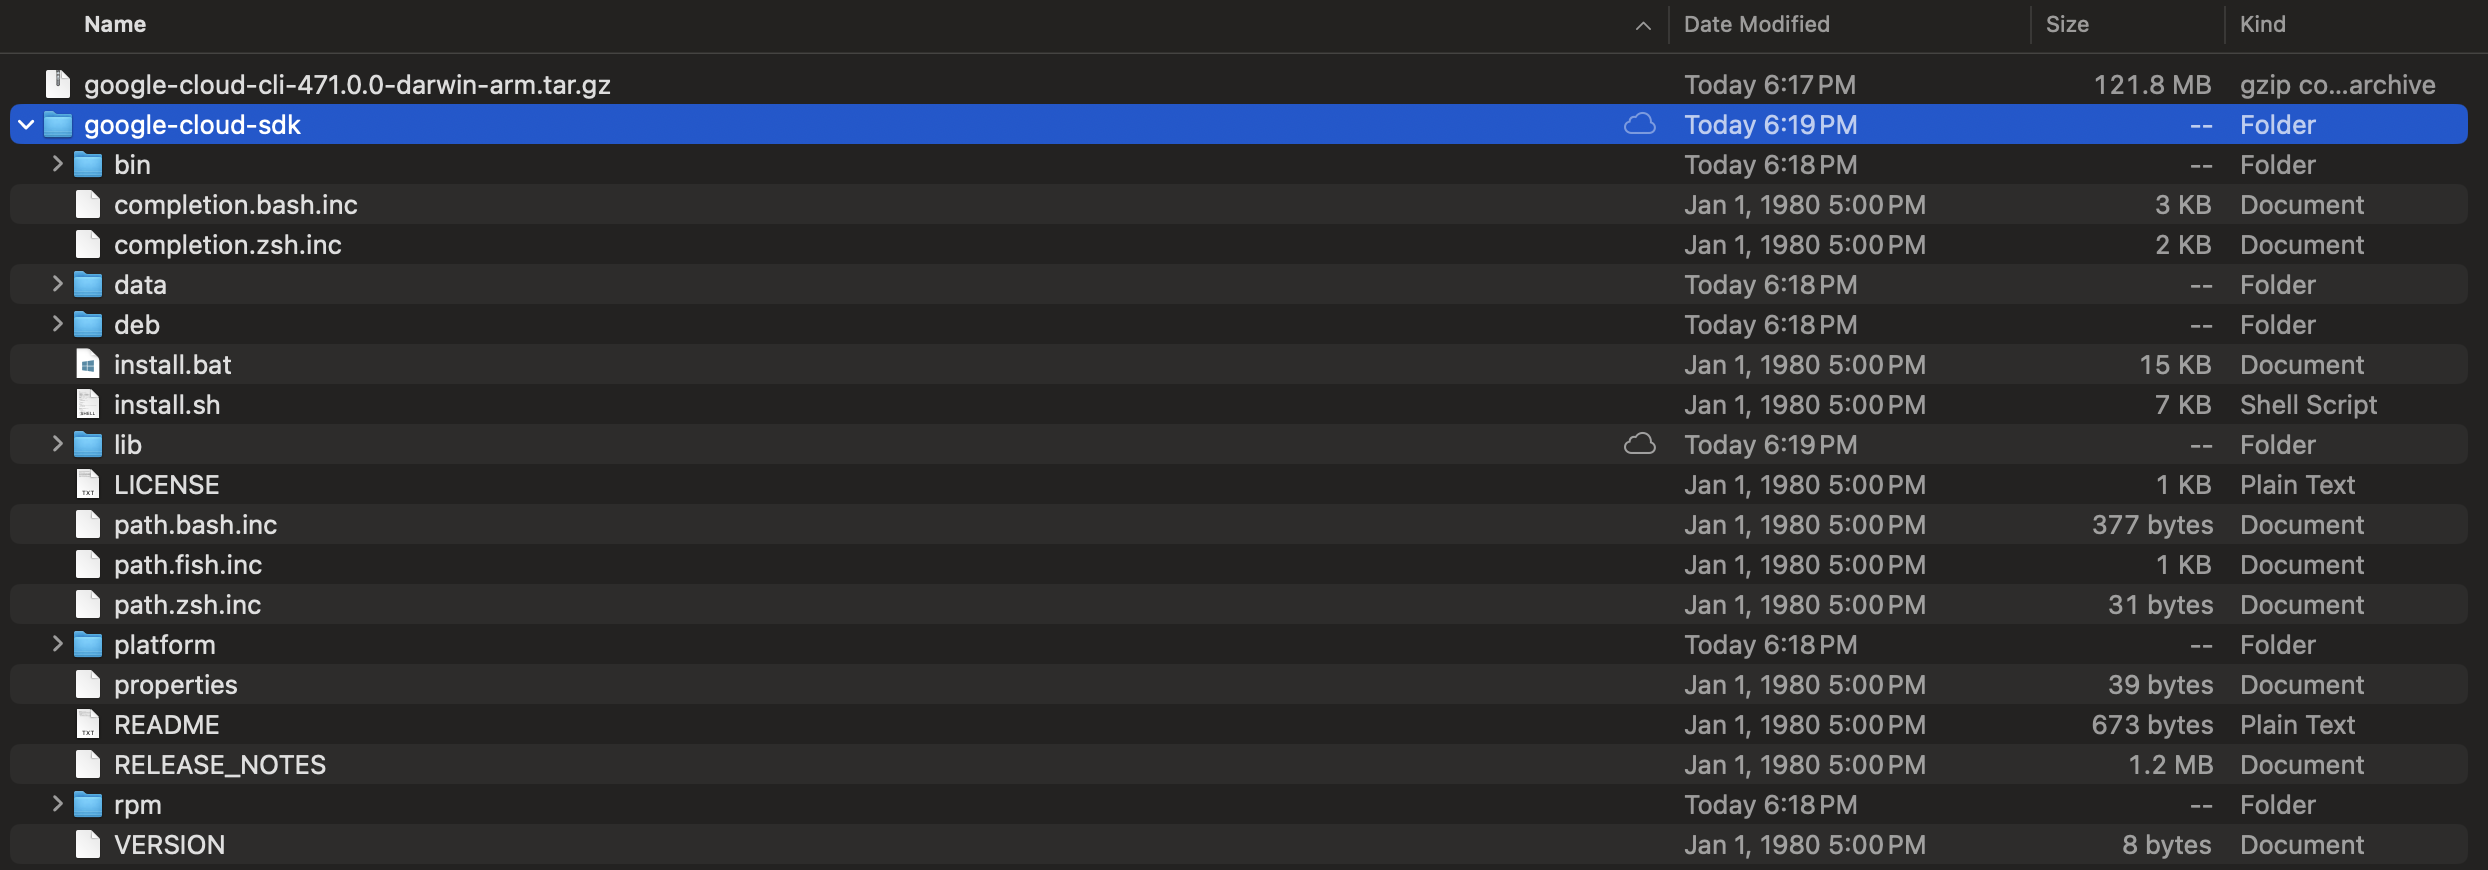 Name Date Modified Size Kind
google-cloud-cli-471.0.0-darwin-arm.tar.gz Today 6:17 PM 121.8 MB gzip co...archive
google-cloud-sdk Today 6:19 PM -- Folder
bin Today 6:18 PM -- Folder
completion.bash.inc Jan 1, 1980 5:00 PM 3 KB Document
completion.zsh.inc Jan 1, 1980 5:00 PM 2 KB Document
data Today 6:18 PM -- Folder
deb Today 6:18 PM -- Folder
install.bat Jan 1, 1980 5:00 PM 15 KB Document
SHELL install.sh Jan 1, 1980 5:00 PM 7 KB Shell Script
lib Today 6:19 PM -- Folder
TXT LICENSE Jan 1, 1980 5:00 PM 1 KB Plain Text
path.bash.inc Jan 1, 1980 5:00 PM 377 bytes Document
path.fish.inc Jan 1, 1980 5:00 PM 1 KB Document
path.zsh.inc Jan 1, 1980 5:00 PM 31 bytes Document
platform Today 6:18 PM -- Folder
properties Jan 1, 1980 5:00 PM 39 bytes Document
TXT README Jan 1, 1980 5:00 PM 673 bytes Plain Text
RELEASE_NOTES Jan 1, 1980 5:00 PM 1.2 MB Document
rpm Today 6:18 PM -- Folder
VERSION Jan 1, 1980 5:00 PM 8 bytes Document